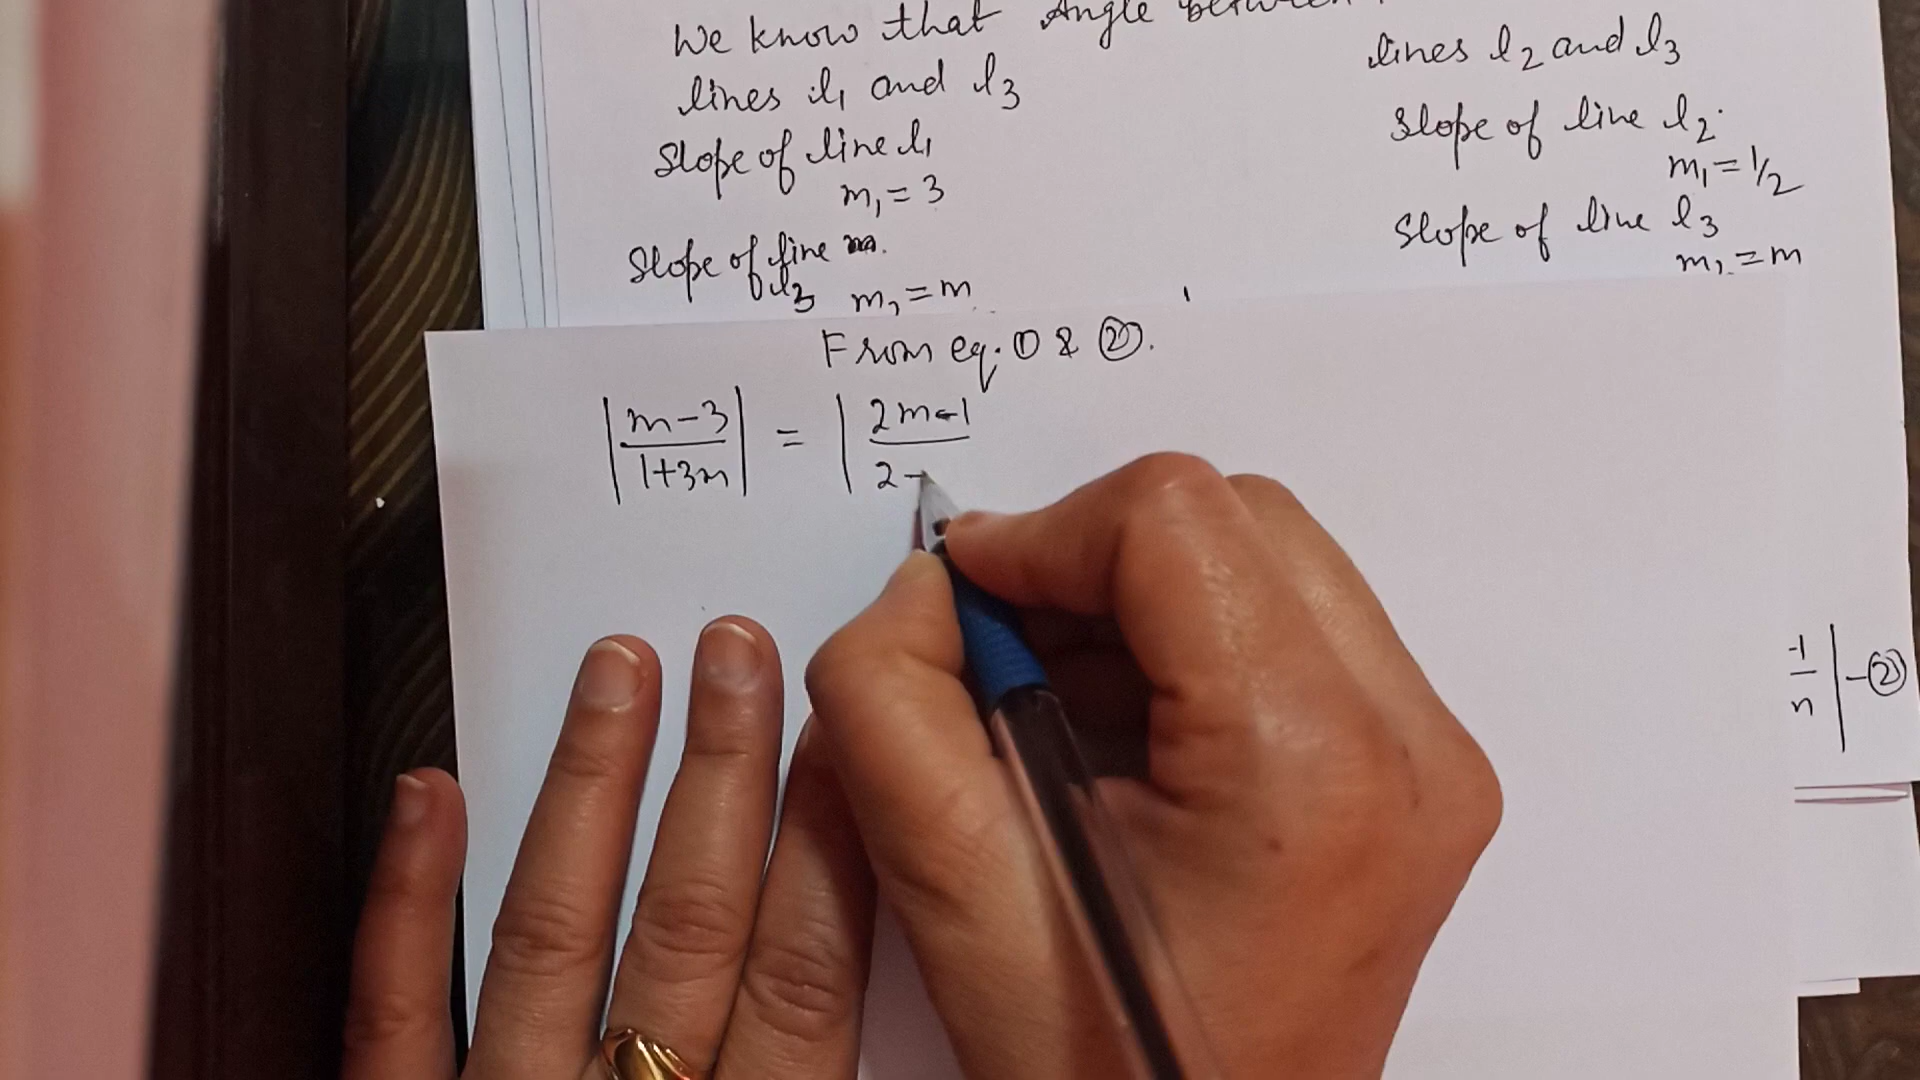 We know that Angle between
lines l₁ and l₃
Slope of line l₁
m₁ = 3
Slope of line
l₃ m₂ = m
lines l₂ and l₃
Slope of line l₂.
m₁ = 1/2
Slope of line l₃
m₂ = m
From eq. ① & ②.
|m-3/1+3m| = |2m-1/2+
-1/n| -②